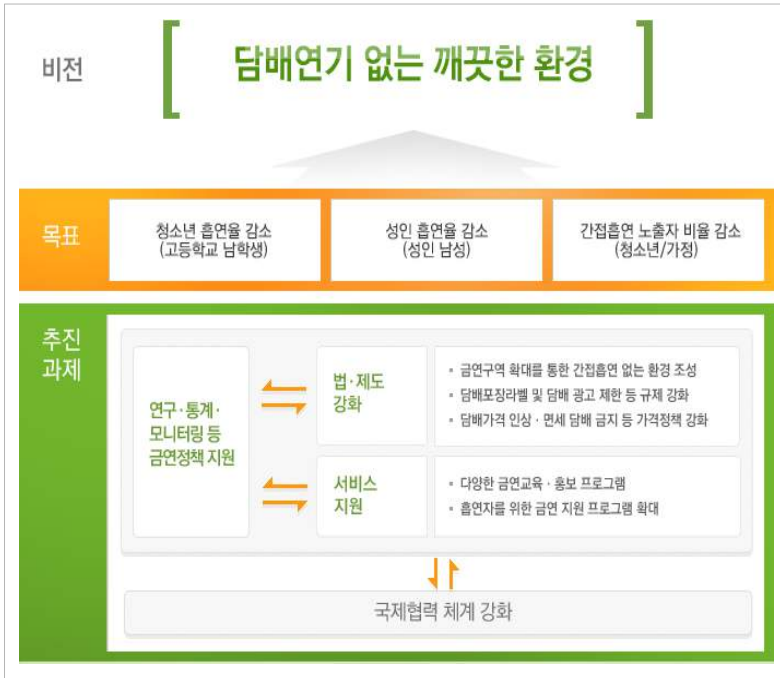 비전
담배연기 없는 깨끗한 환경
목표
청소년 흡연율 감소
(고등학교 남학생)
성인 흡연율 감소
(성인 남성)
간접흡연 노출자 비율 감소
(청소년/가정)
추진
과제
연구·통계·
모니터링 등
금연정책 지원
법·제도
강화
▪ 금연구역 확대를 통한 간접흡연 없는 환경 조성
▪ 담배포장라벨 및 담배 광고 제한 등 규제 강화
▪ 담배가격 인상·면세 담배 금지 등 가격정책 강화
서비스
지원
▪ 다양한 금연교육·홍보 프로그램
▪ 흡연자를 위한 금연 지원 프로그램 확대
국제협력 체계 강화